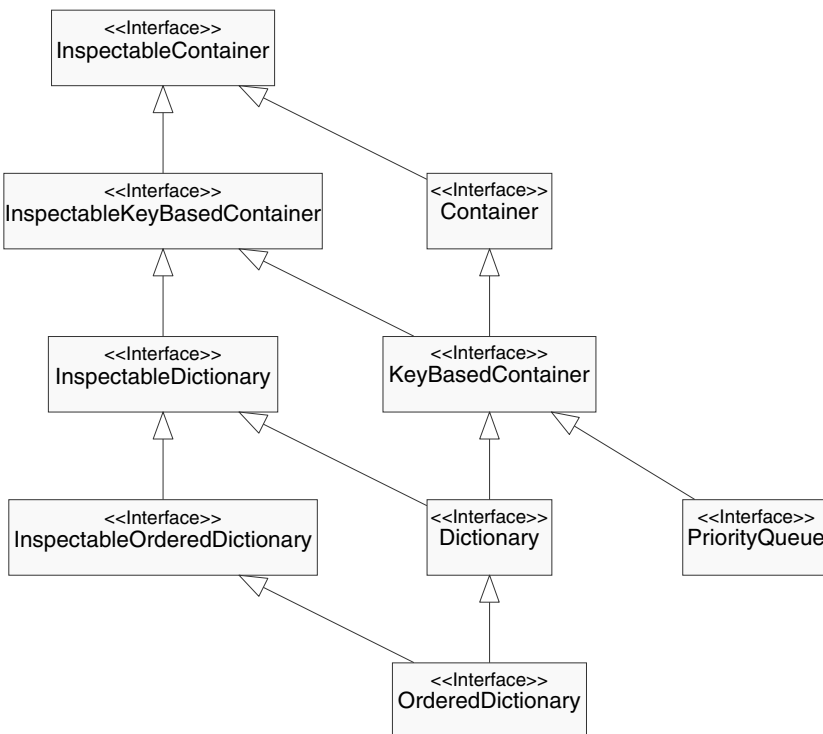 <<Interface>>
InspectableContainer
<<Interface>>
InspectableKeyBasedContainer
<<Interface>>
Container
<<Interface>>
InspectableDictionary
<<Interface>>
KeyBasedContainer
<<Interface>>
InspectableOrderedDictionary
<<Interface>>
Dictionary
<<Interface>>
PriorityQueue
<<Interface>>
OrderedDictionary